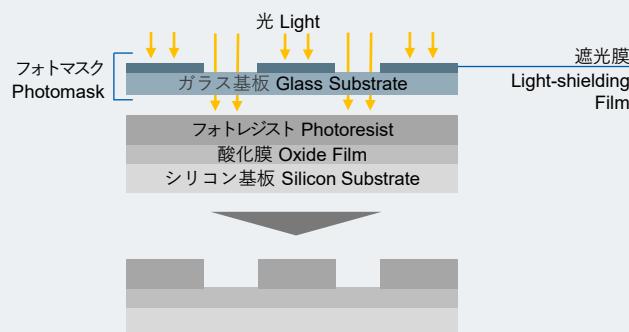 光 Light
フォトマスク
Photomask
遮光膜
Light-shielding
Film
ガラス基板 Glass Substrate
フォトレジスト Photoresist
酸化膜 Oxide Film
シリコン基板 Silicon Substrate